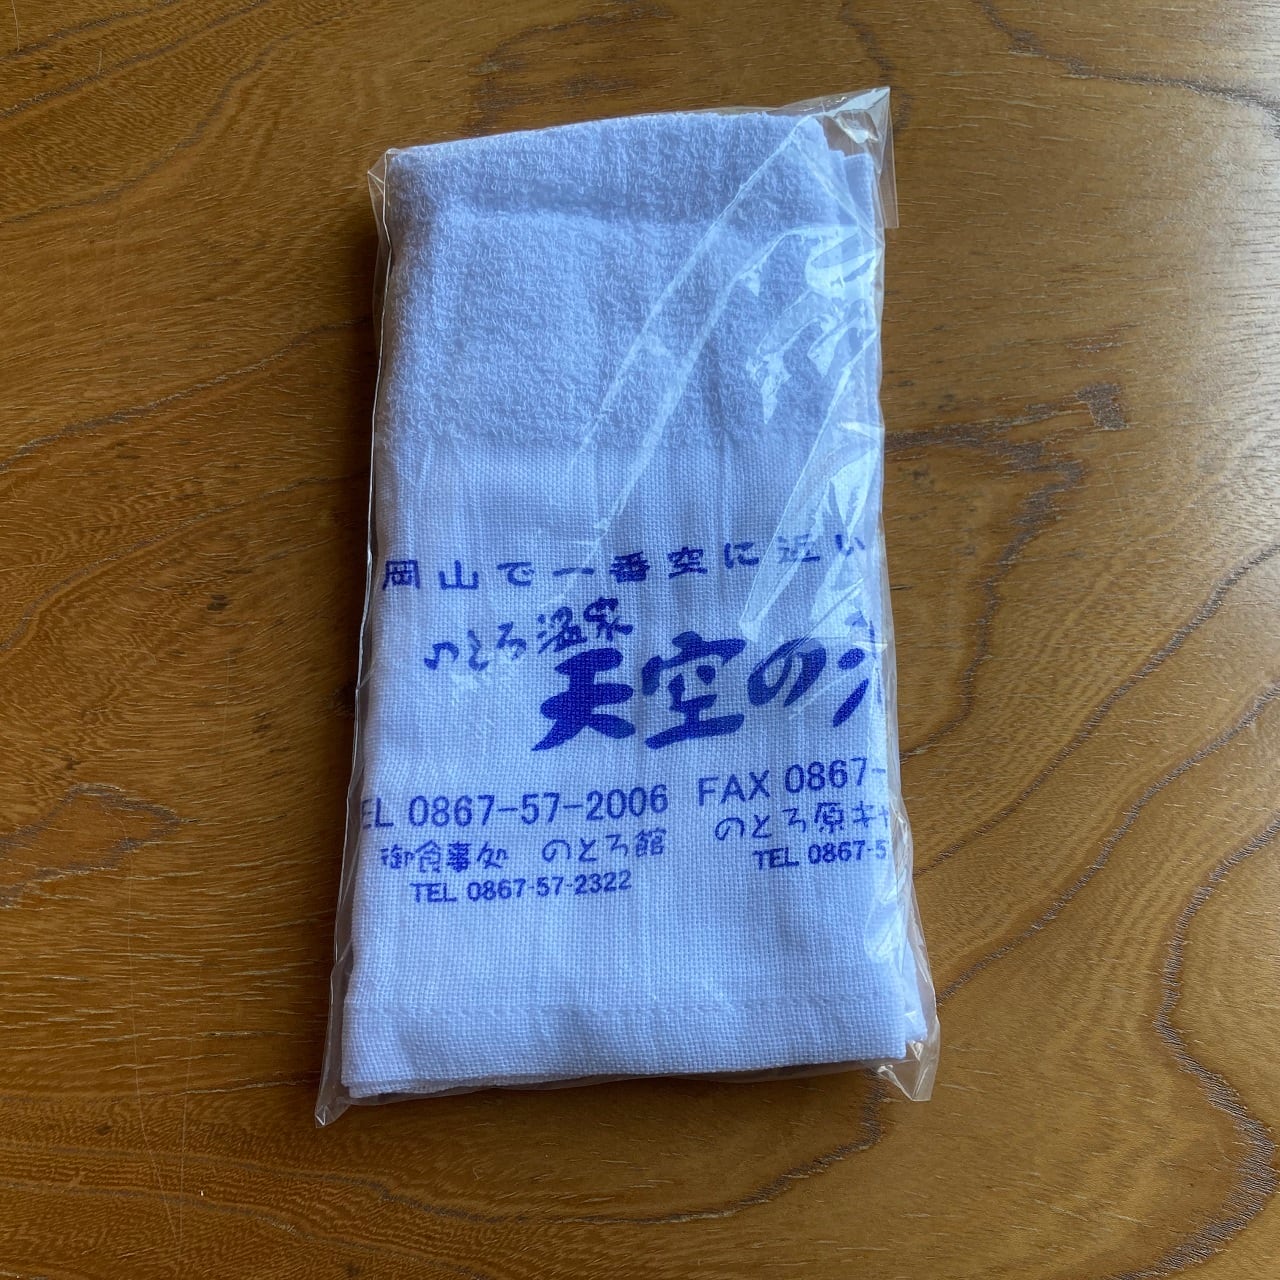 岡山で一番空に近い
のとろ温泉
天空の
EL 0867-57-2006 FAX 0867-
御食事処 のとろ館 のとろ原キャ
TEL 0867-57-2322 TEL 0867-5